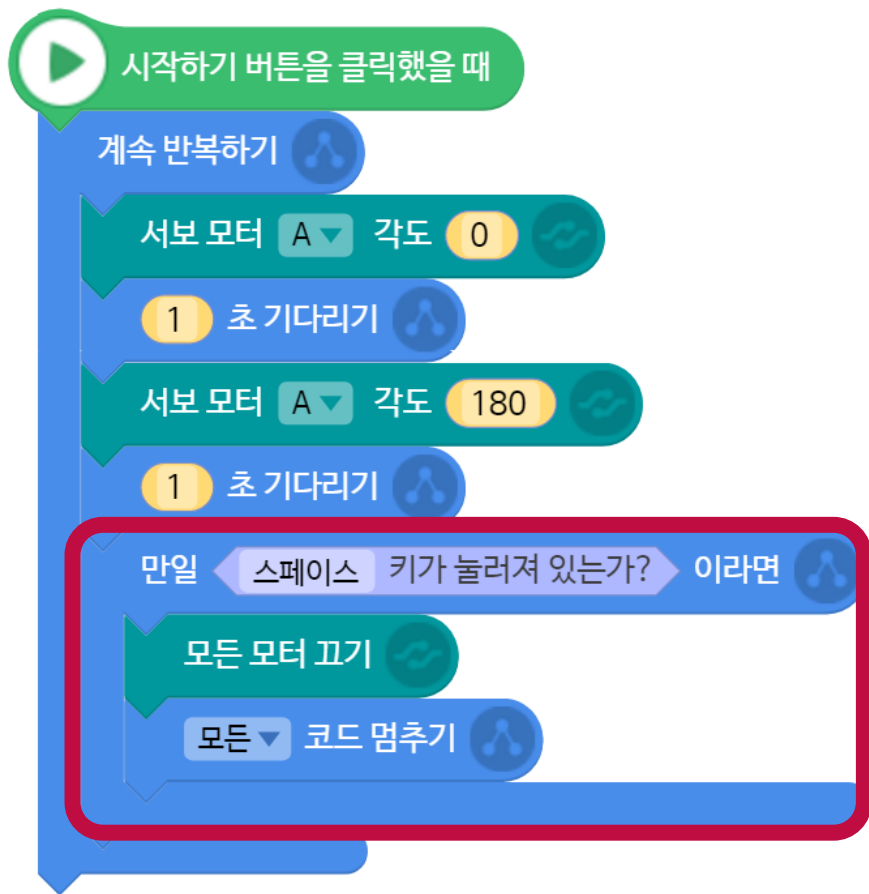 시작하기 버튼을 클릭했을 때
계속 반복하기
서보 모터 A 각도 0
1 초 기다리기
서보 모터 A 각도 180
1 초 기다리기
만일 스페이스 키가 눌러져 있는가? 이라면
모든 모터 끄기
모든 코드 멈추기